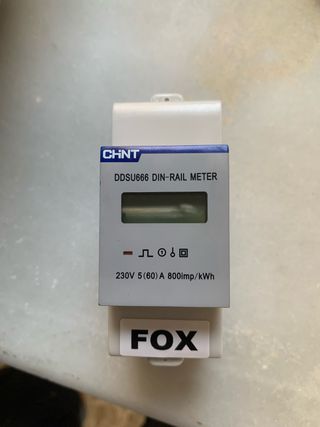 CHNT
DDSU666 DIN-RAIL METER
230V 5(60)A 800imp/kWh
FOX